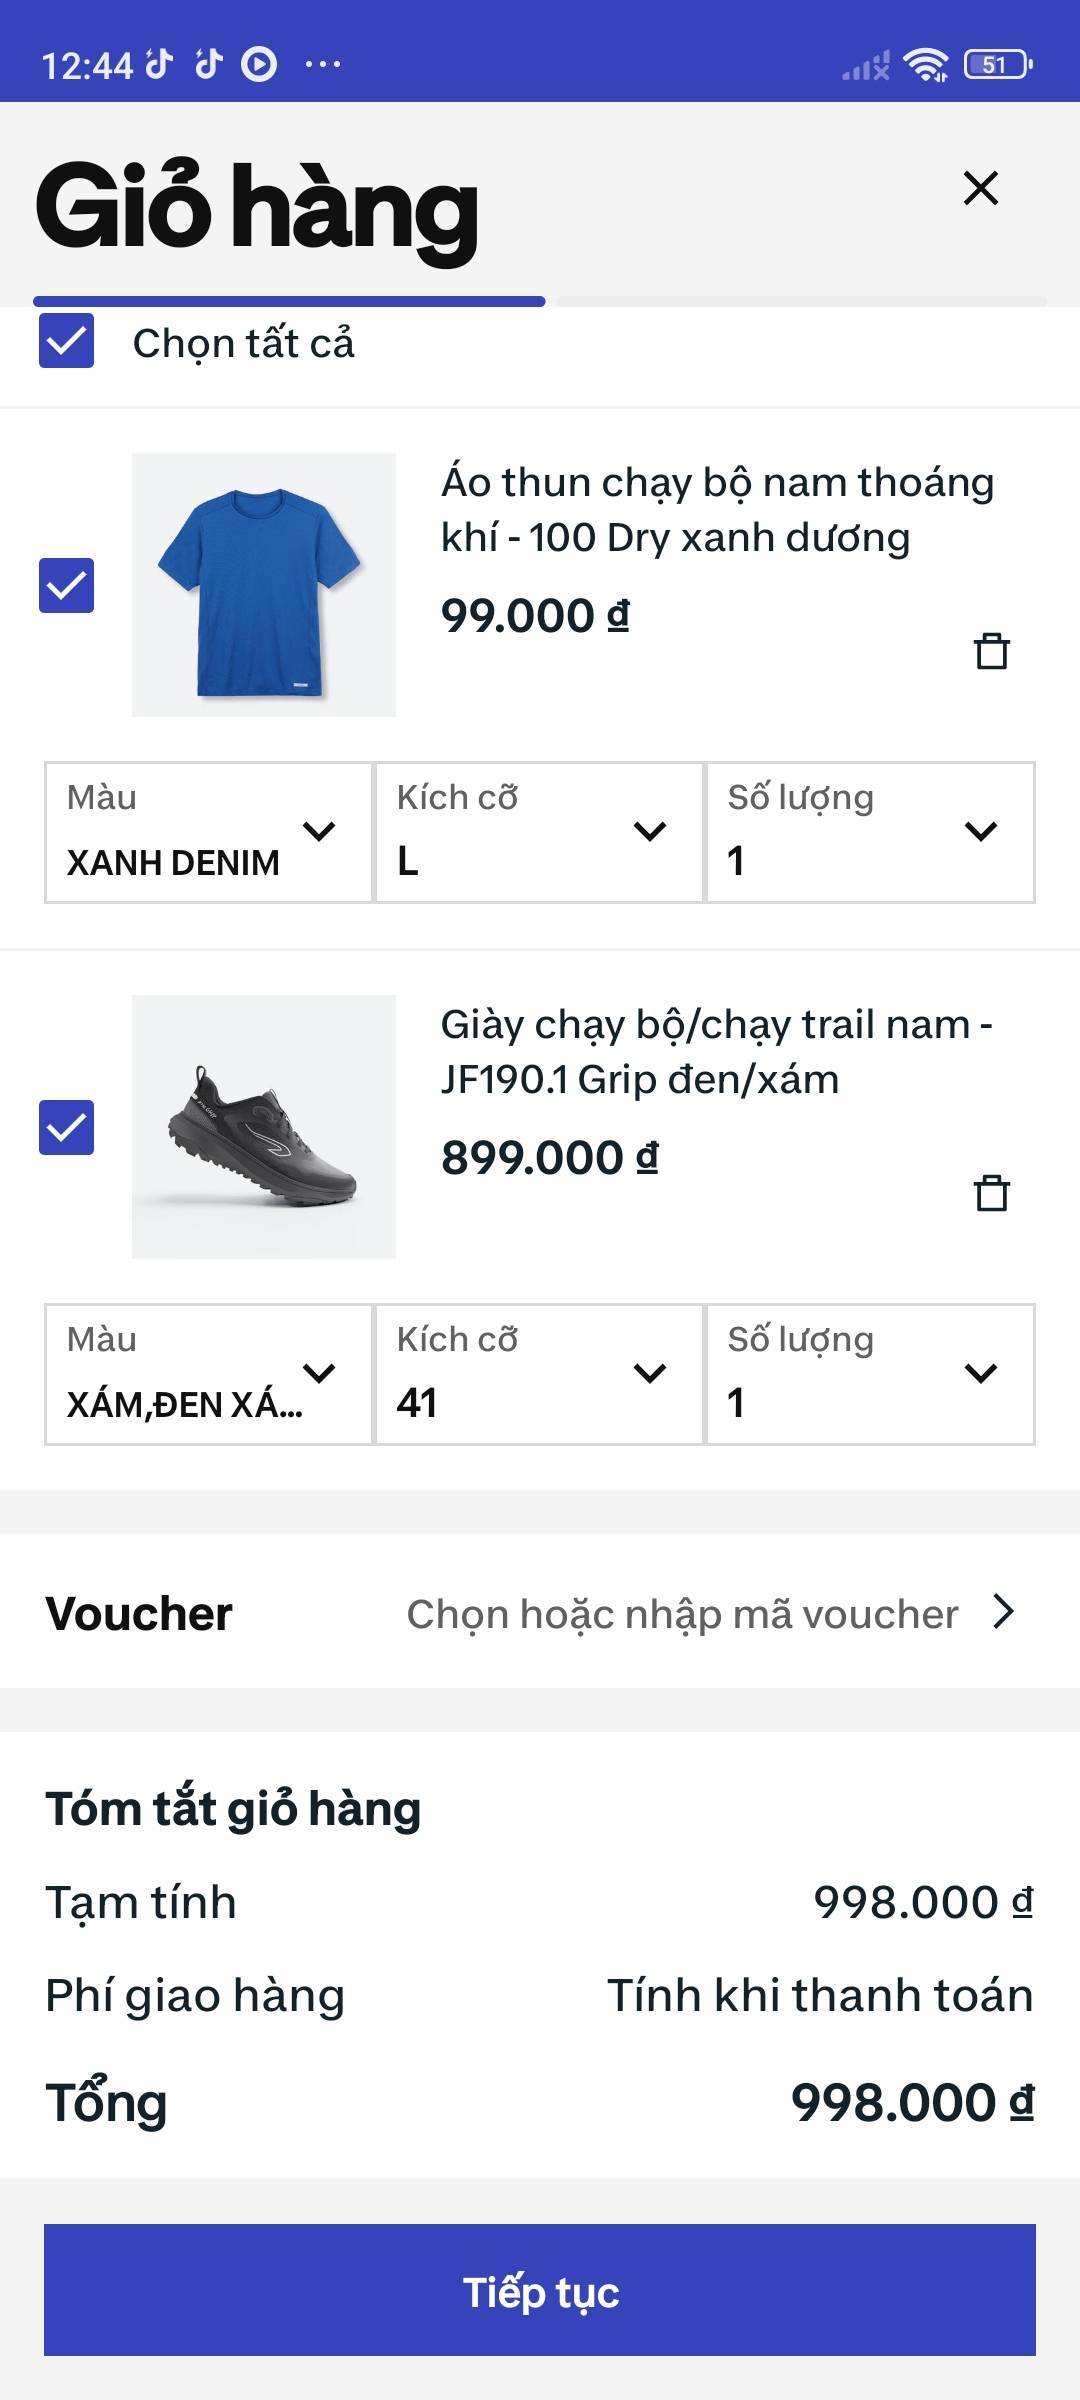 12:44
51
Giỏ hàng
Chọn tất cả
Áo thun chạy bộ nam thoáng
khí - 100 Dry xanh dương
99.000 ₫
Màu
XANH DENIM
Kích cỡ
L
Số lượng
1
Giày chạy bộ/chạy trail nam -
JF190.1 Grip đen/xám
899.000 ₫
Màu
XÁM,ĐEN XÁ...
Kích cỡ
41
Số lượng
1
Voucher
Chọn hoặc nhập mã voucher
Tóm tắt giỏ hàng
Tạm tính
998.000 ₫
Phí giao hàng
Tính khi thanh toán
Tổng
998.000 ₫
Tiếp tục